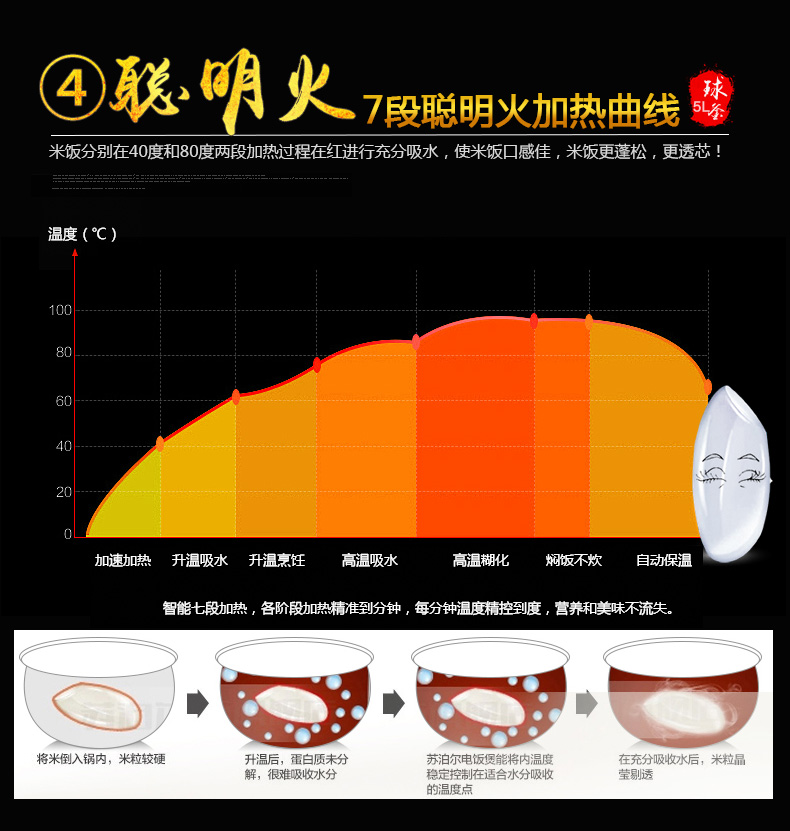 ④聪明火
7段聪明火加热曲线
球釜
5L
米饭分别在40度和80度两段加热过程在红进行充分吸水，使米饭口感佳，米饭更蓬松，更透芯！
温度（℃）
100
80
60
40
20
0
加速加热 升温吸水 升温烹饪 高温吸水 高温糊化 焖饭不炊 自动保温
智能七段加热，各阶段加热精准到分钟，每分钟温度精控到度，营养和美味不流失。
将米倒入锅内，米粒较硬
升温后，蛋白质未分
解，很难吸收水分
苏泊尔电饭煲能将内温度
稳定控制在适合水分吸收
的温度点
在充分吸收水后，米粒晶
莹剔透